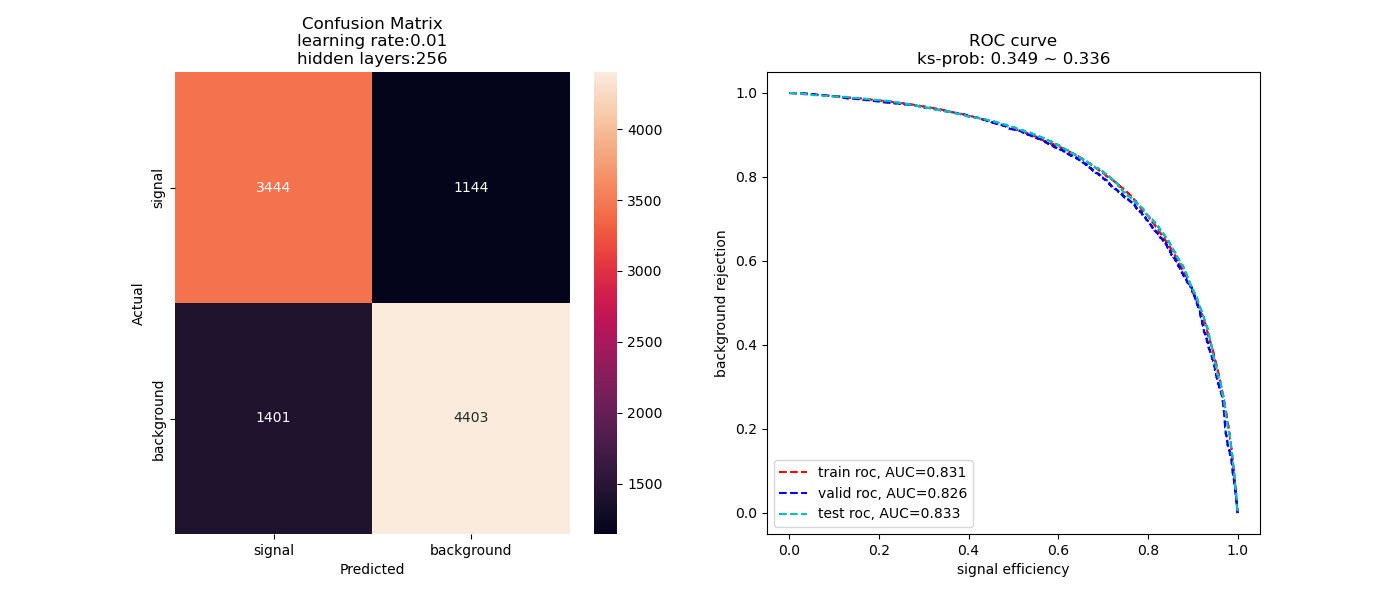 Confusion Matrix
learning rate:0.01
hidden layers:256
signal
background
Actual
3444
1144
1401
4403
signal
background
Predicted
4000
3500
3000
2500
2000
1500
ROC curve
ks-prob: 0.349 ~ 0.336
background rejection
1.0
0.8
0.6
0.4
0.2
0.0
train roc, AUC=0.831
valid roc, AUC=0.826
test roc, AUC=0.833
0.0
0.2
0.4
0.6
0.8
1.0
signal efficiency